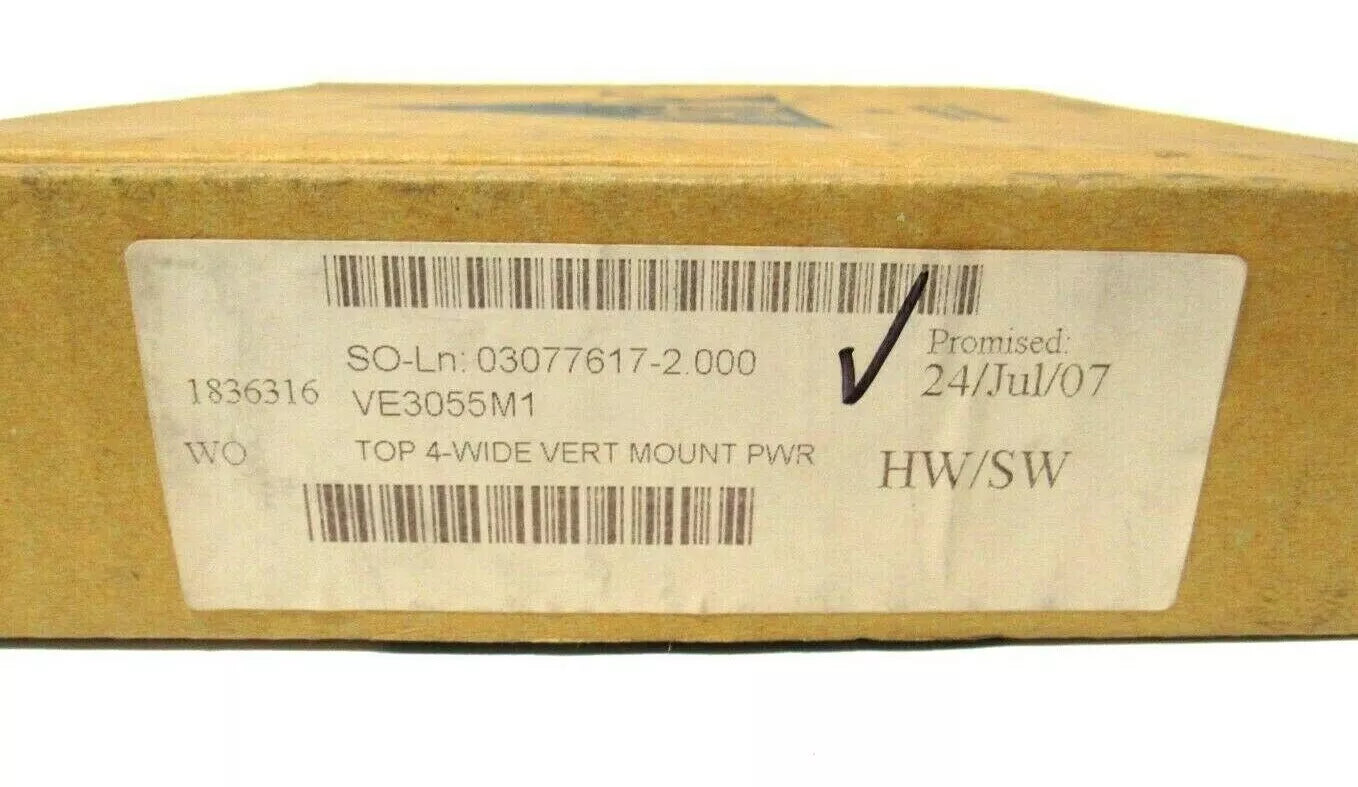 SO-Ln: 03077617-2.000
Promised:
1836316
VE3055M1
24/Jul/07
WO
TOP 4-WIDE VERT MOUNT PWR
HW/SW